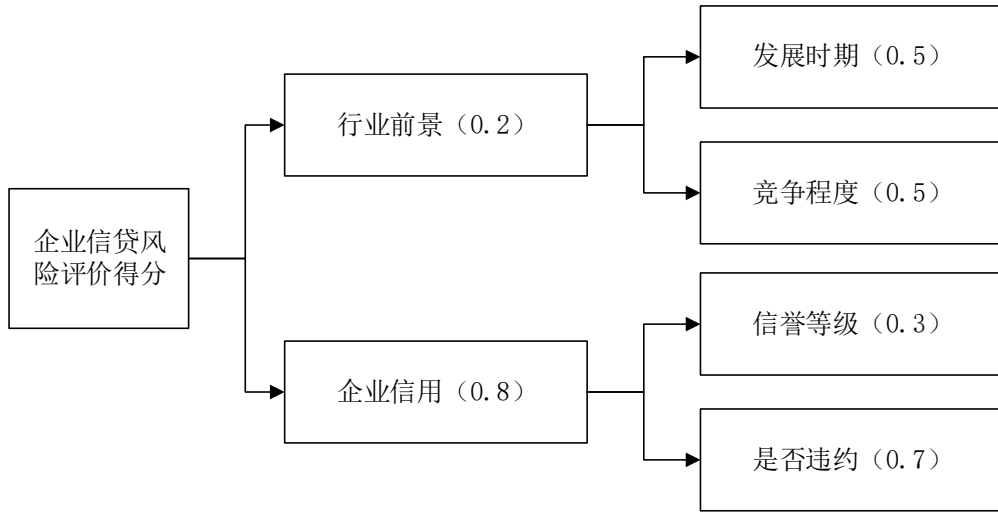 企业信贷风
险评价得分
行业前景（0.2）
企业信用（0.8）
发展时期（0.5）
竞争程度（0.5）
信誉等级（0.3）
是否违约（0.7）